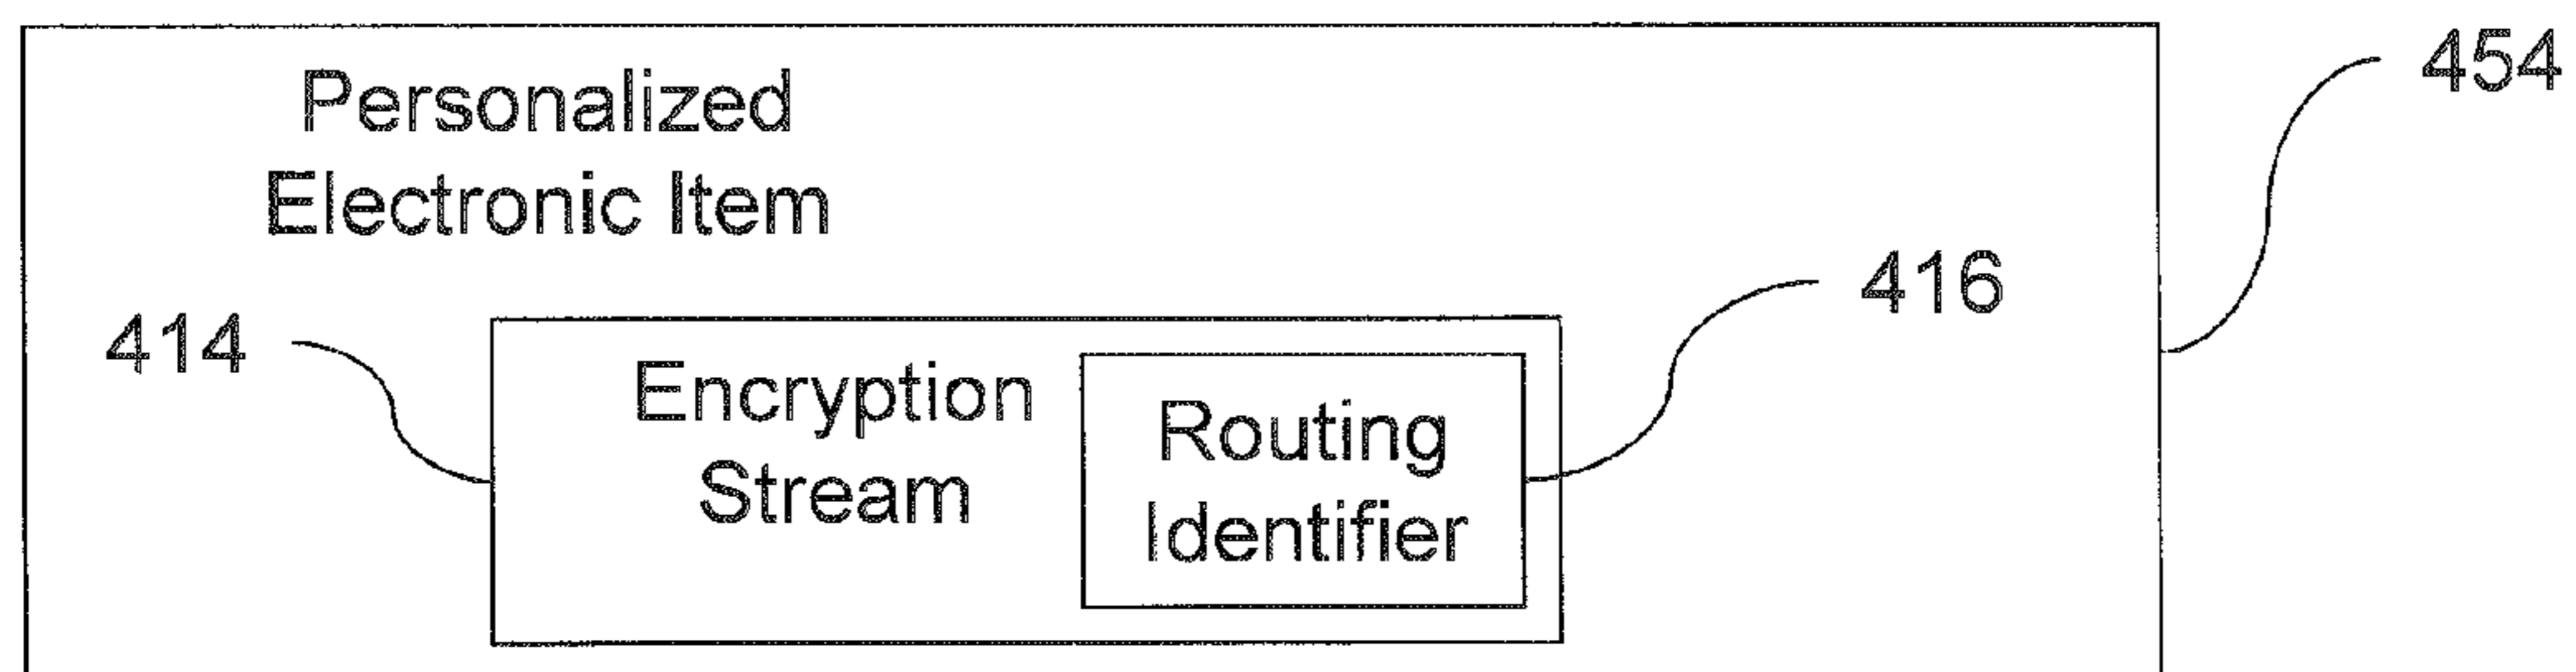 Personalized
Electronic Item
454
416
414
Encryption
Stream
Routing
Identifier